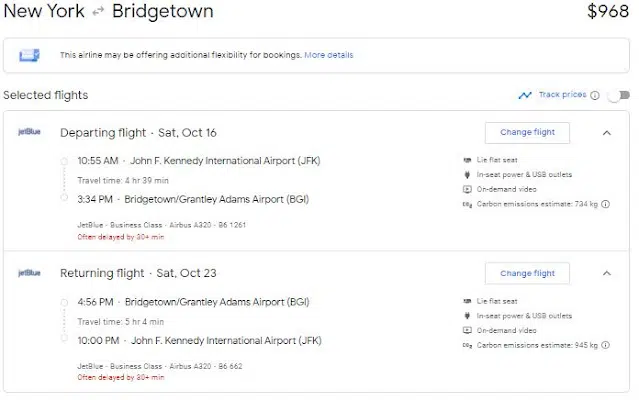 New York ⇄ Bridgetown $968
This airline may be offering additional flexibility for bookings. More details
Selected flights Track prices
jetBlue Departing flight · Sat, Oct 16 Change flight
10:55 AM · John F. Kennedy International Airport (JFK)
Travel time: 4 hr 39 min
3:34 PM · Bridgetown/Grantley Adams Airport (BGI)
JetBlue · Business Class · Airbus A320 · B6 1261
Often delayed by 30+ min
Lie flat seat
In-seat power & USB outlets
On-demand video
Carbon emissions estimate: 734 kg
jetBlue Returning flight · Sat, Oct 23 Change flight
4:56 PM · Bridgetown/Grantley Adams Airport (BGI)
Travel time: 5 hr 4 min
10:00 PM · John F. Kennedy International Airport (JFK)
JetBlue · Business Class · Airbus A320 · B6 662
Often delayed by 30+ min
Lie flat seat
In-seat power & USB outlets
On-demand video
Carbon emissions estimate: 945 kg